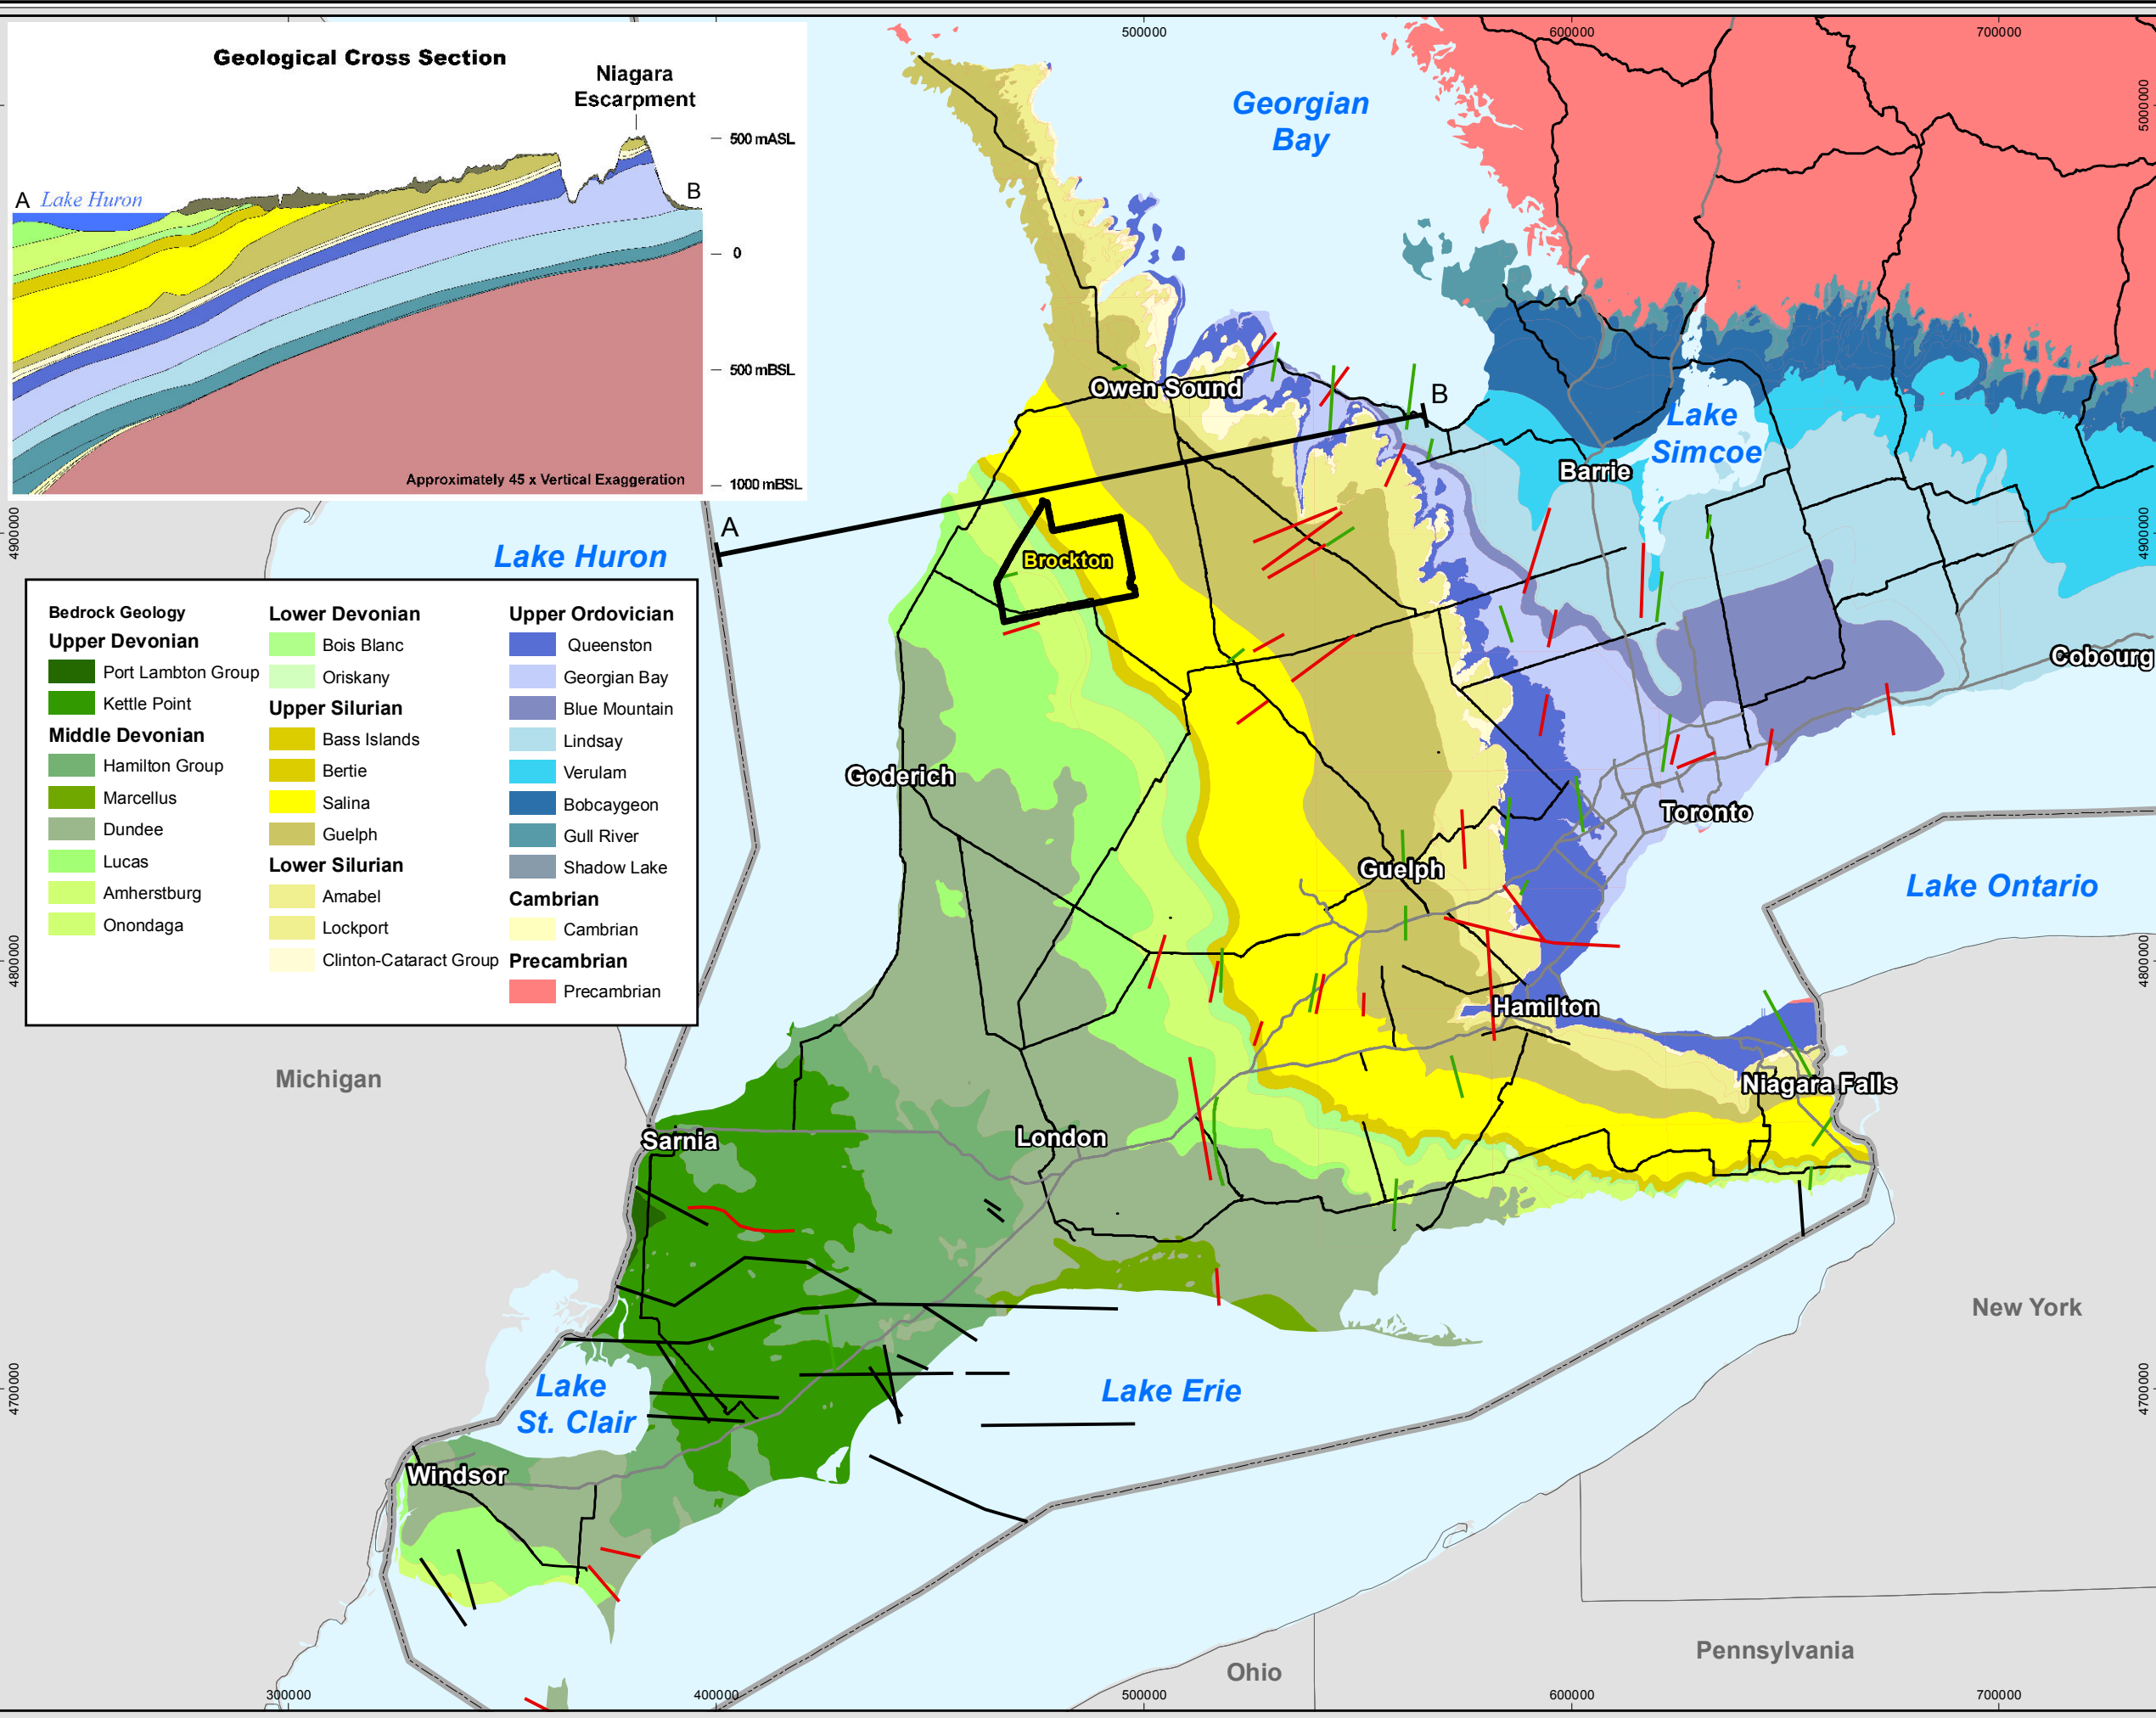 500000
600000
700000
5000000
Geological Cross Section
Niagara
Escarpment
500 mASL
A
Lake Huron
B
0
500 mBSL
Approximately 45 x Vertical Exaggeration
1000 mBSL
Georgian
Bay
Owen Sound
B
Lake
Simcoe
Barrie
4900000
4900000
A
Lake Huron
Brockton
Cobourg
Bedrock Geology
Upper Devonian
Port Lambton Group
Kettle Point
Middle Devonian
Hamilton Group
Marcellus
Dundee
Lucas
Amherstburg
Onondaga
Lower Devonian
Bois Blanc
Oriskany
Upper Silurian
Bass Islands
Bertie
Salina
Guelph
Lower Silurian
Amabel
Lockport
Clinton-Cataract Group
Upper Ordovician
Queenston
Georgian Bay
Blue Mountain
Lindsay
Verulam
Bobcaygeon
Gull River
Shadow Lake
Cambrian
Cambrian
Precambrian
Precambrian
Goderich
Toronto
Guelph
Lake Ontario
4800000
4800000
Hamilton
Michigan
Niagara Falls
Sarnia
London
New York
4700000
4700000
Lake
St. Clair
Lake Erie
Windsor
Pennsylvania
Ohio
300000
400000
500000
600000
700000